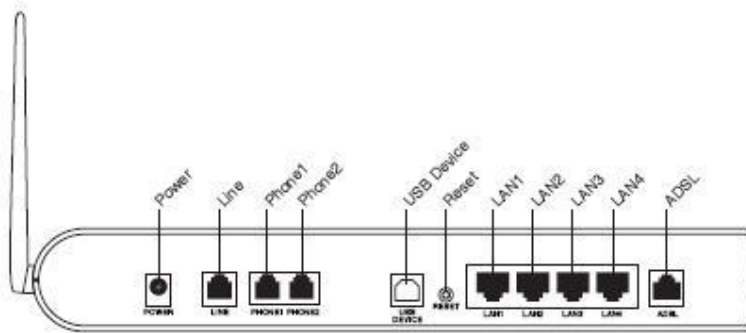 Power
Line
Phone1
Phone2
USB Device
Reset
LAN1
LAN2
LAN3
LAN4
ADSL
POWER
LINE
PHONE1 PHONE2
USB
DEVICE
RESET
LAN1
LAN2
LAN3
LAN4
ADSL